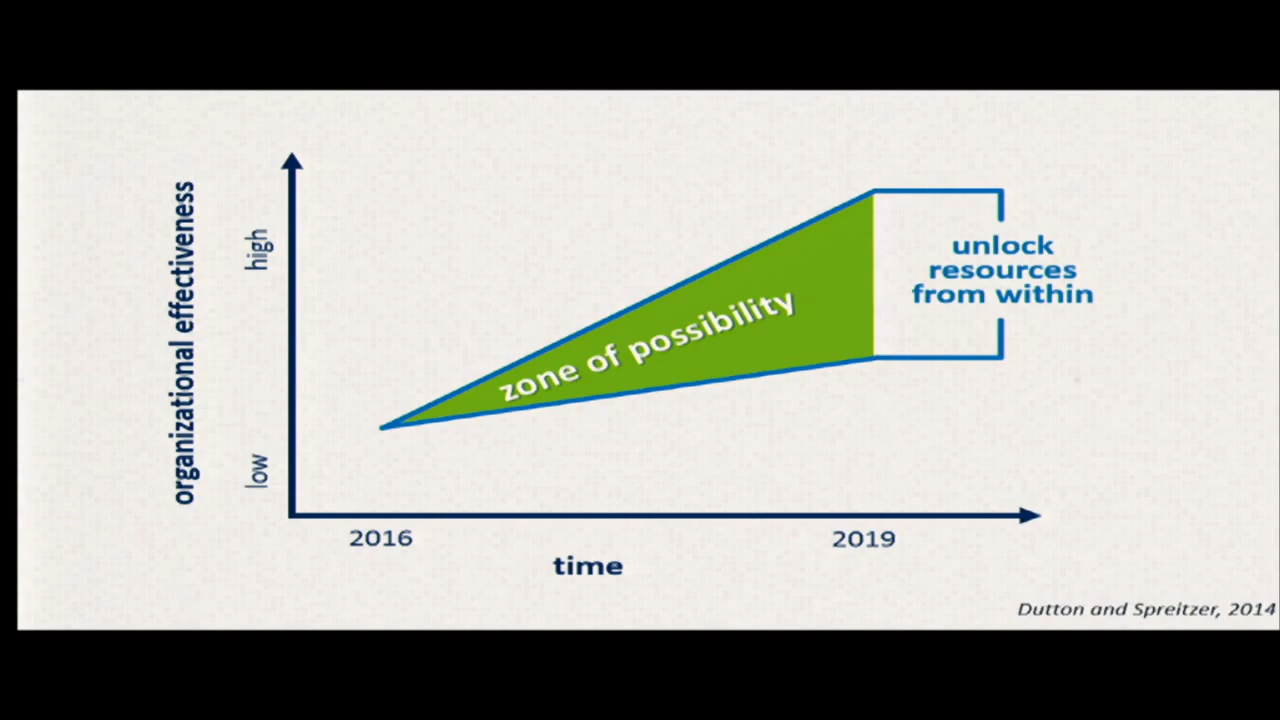 organizational effectiveness
high
low
zone of possibility
unlock
resources
from within
2016
2019
time
Dutton and Spreitzer, 2014